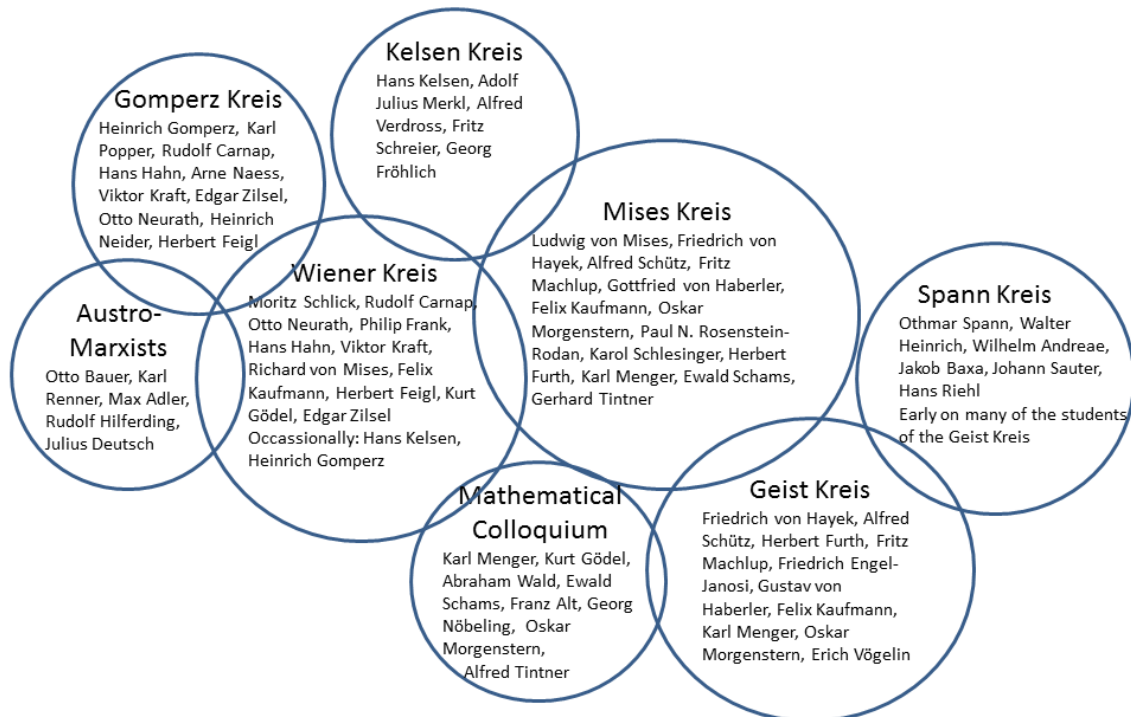 Kelsen Kreis
Hans Kelsen, Adolf
Julius Merkl, Alfred
Verdross, Fritz
Schreier, Georg
Fröhlich
Gomperz Kreis
Heinrich Gomperz, Karl
Popper, Rudolf Carnap,
Hans Hahn, Arne Naess,
Viktor Kraft, Edgar Zilsel,
Otto Neurath, Heinrich
Neider, Herbert Feigl
Mises Kreis
Ludwig von Mises, Friedrich von
Hayek, Alfred Schütz, Fritz
Machlup, Gottfried von Haberler,
Felix Kaufmann, Oskar
Morgenstern, Paul N. Rosenstein-
Rodan, Karol Schlesinger, Herbert
Furth, Karl Menger, Ewald Schams,
Gerhard Tintner
Wiener Kreis
Moritz Schlick, Rudolf Carnap,
Otto Neurath, Philip Frank,
Hans Hahn, Viktor Kraft,
Richard von Mises, Felix
Kaufmann, Herbert Feigl, Kurt
Gödel, Edgar Zilsel
Occassionally: Hans Kelsen,
Heinrich Gomperz
Spann Kreis
Othmar Spann, Walter
Heinrich, Wilhelm Andreae,
Jakob Baxa, Johann Sauter,
Hans Riehl
Early on many of the students
of the Geist Kreis
Austro-
Marxists
Otto Bauer, Karl
Renner, Max Adler,
Rudolf Hilferding,
Julius Deutsch
Mathematical
Colloquium
Karl Menger, Kurt Gödel,
Abraham Wald, Ewald
Schams, Franz Alt, Georg
Nöbeling, Oskar
Morgenstern,
Alfred Tintner
Geist Kreis
Friedrich von Hayek, Alfred
Schütz, Herbert Furth, Fritz
Machlup, Friedrich Engel-
Janosi, Gustav von
Haberler, Felix Kaufmann,
Karl Menger, Oskar
Morgenstern, Erich Vögelin